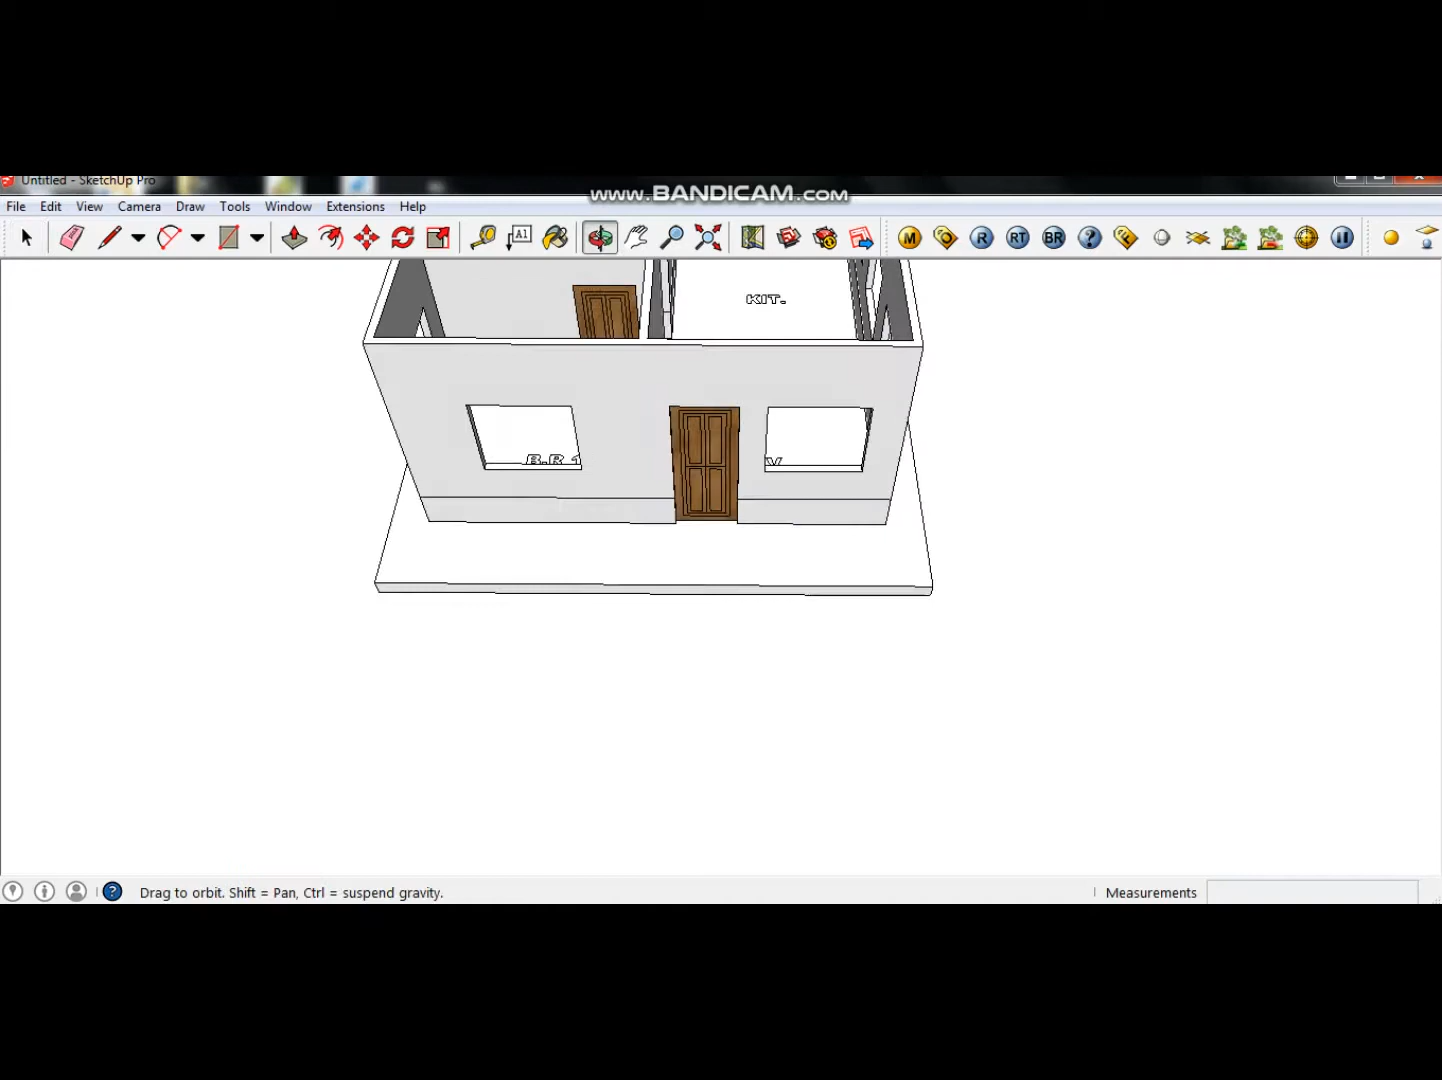 Untitled - SketchUp Pro
www.BANDICAM.com
File Edit View Camera Draw Tools Window Extensions Help
A1
M O R RT BR ?
KIT.
B.R 1
V
? Drag to orbit. Shift = Pan, Ctrl = suspend gravity. Measurements